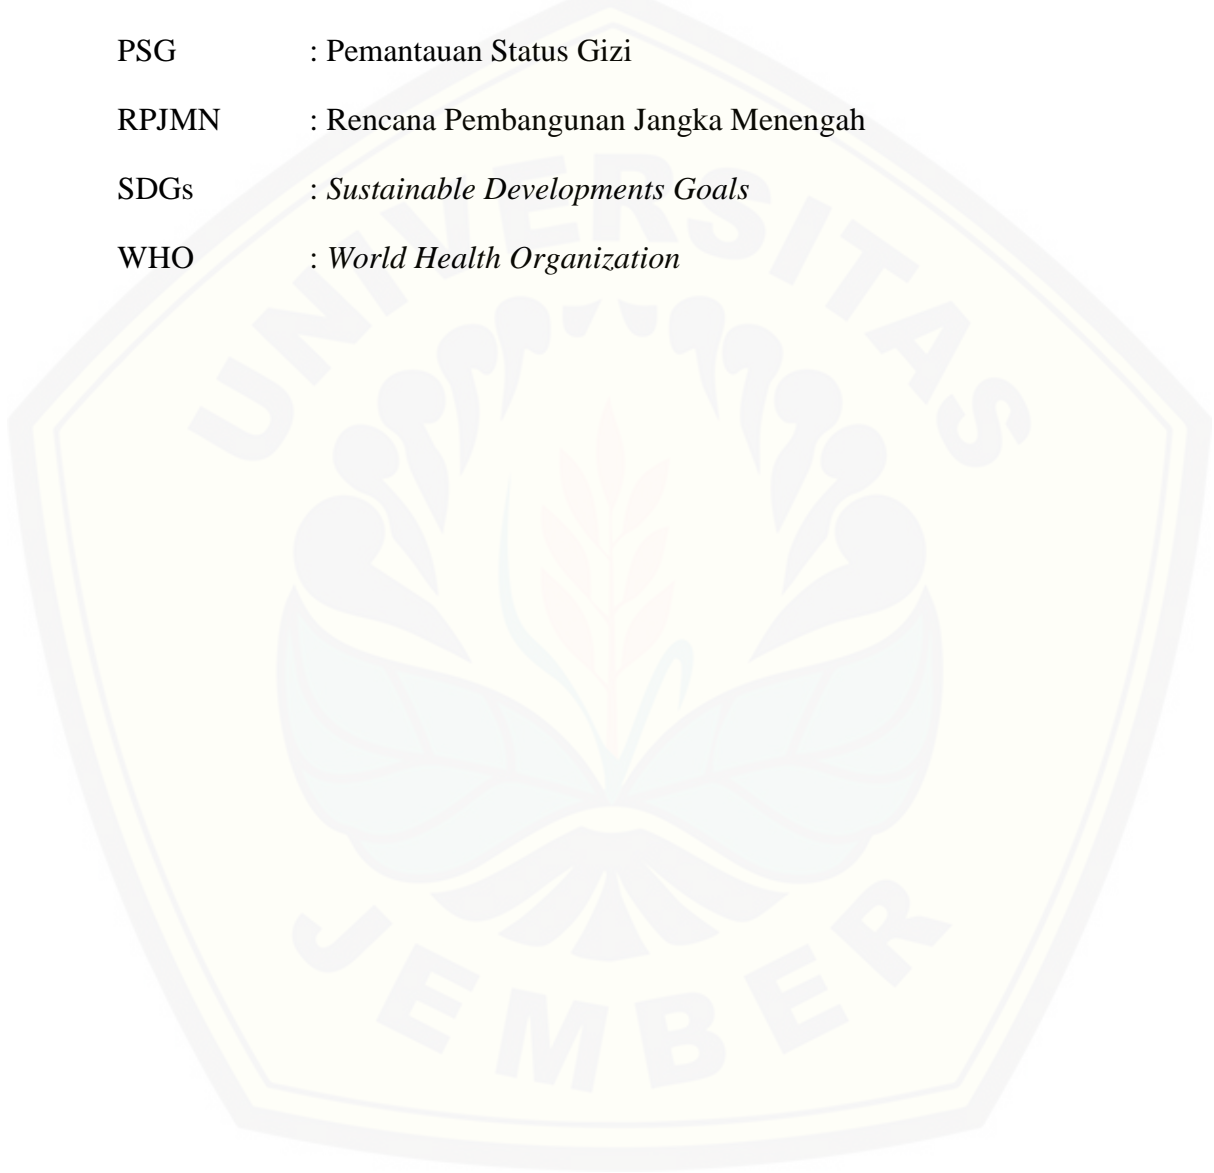 PSG : Pemantauan Status Gizi
RPJMN : Rencana Pembangunan Jangka Menengah
SDGs : Sustainable Developments Goals
WHO : World Health Organization
UNIVERSITAS
JEMBER